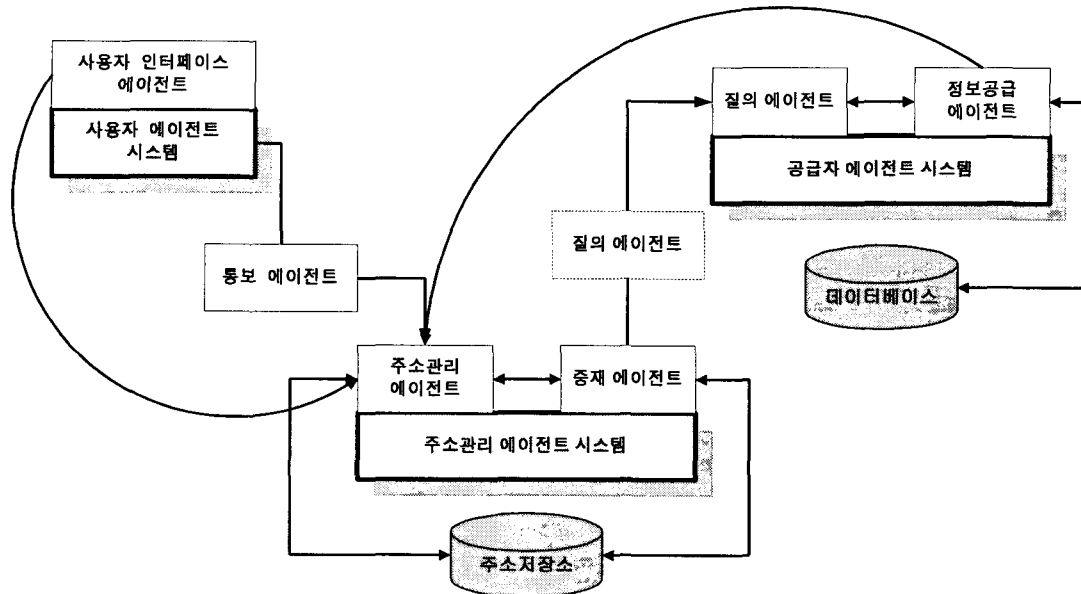 사용자 인터페이스
에이전트
사용자 에이전트
시스템
통보 에이전트
질의 에이전트
정보공급
에이전트
공급자 에이전트 시스템
질의 에이전트
데이터베이스
주소관리
에이전트
중재 에이전트
주소관리 에이전트 시스템
주소저장소